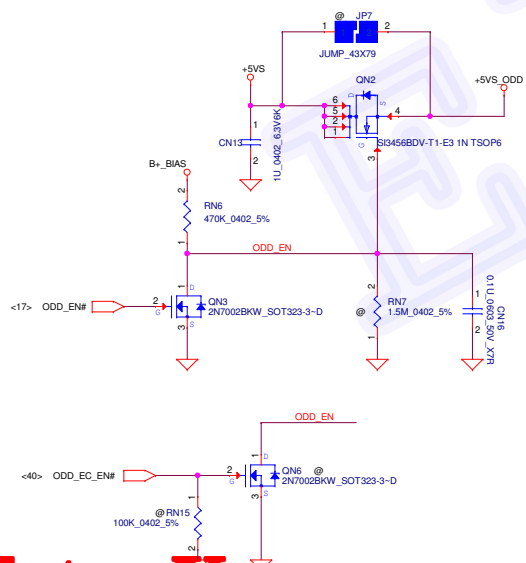 @ JP7
1 2
1 2
JUMP_43X79
+5VS
QN2
+5VS_ODD
D
S
6
5
2
1
4
G
3
SI3456BDV-T1-E3 1N TSOP6
CN13
1
2
1U_0402_6.3V6K
B+_BIAS
2
RN6
470K_0402_5%
1
ODD_EN
1
D
<17> ODD_EN#
2
G
QN3
2N7002BKW_SOT323-3~D
S
3
2
RN7
1.5M_0402_5%
@
1
1
2
CN16
0.1U_0603_50V_X7R
ODD_EN
1
D
<40> ODD_EC_EN#
2
G
QN6 @
2N7002BKW_SOT323-3~D
S
3
1
@ RN15
100K_0402_5%
2